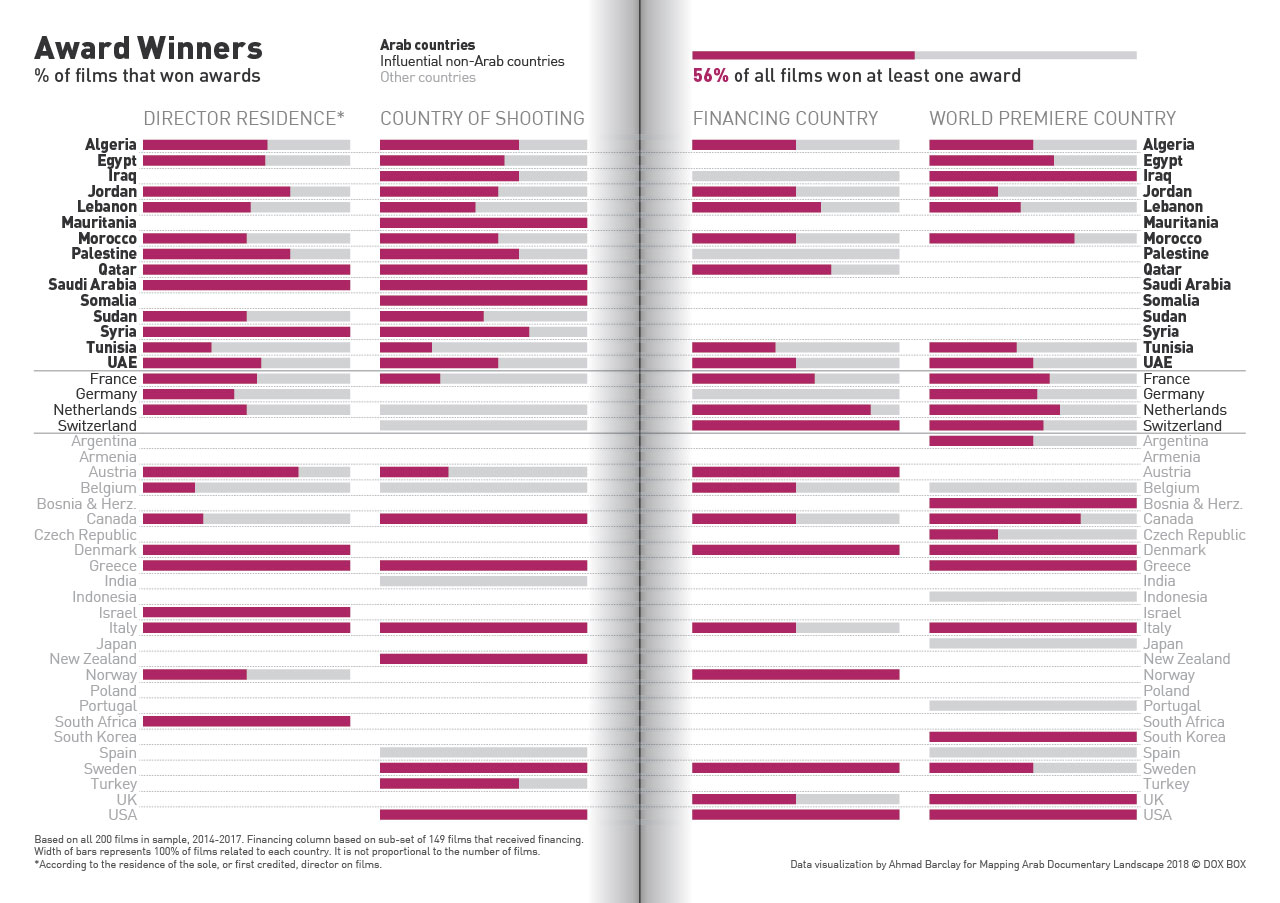 Award Winners
% of films that won awards
Arab countries
Influential non-Arab countries
Other countries
56% of all films won at least one award
DIRECTOR RESIDENCE*
COUNTRY OF SHOOTING
FINANCING COUNTRY
WORLD PREMIERE COUNTRY
Algeria Algeria
Egypt Egypt
Iraq Iraq
Jordan Jordan
Lebanon Lebanon
Mauritania Mauritania
Morocco Morocco
Palestine Palestine
Qatar Qatar
Saudi Arabia Saudi Arabia
Somalia Somalia
Sudan Sudan
Syria Syria
Tunisia Tunisia
UAE UAE
France France
Germany Germany
Netherlands Netherlands
Switzerland Switzerland
Argentina Argentina
Armenia Armenia
Austria Austria
Belgium Belgium
Bosnia & Herz. Bosnia & Herz.
Canada Canada
Czech Republic Czech Republic
Denmark Denmark
Greece Greece
India India
Indonesia Indonesia
Israel Israel
Italy Italy
Japan Japan
New Zealand New Zealand
Norway Norway
Poland Poland
Portugal Portugal
South Africa South Africa
South Korea South Korea
Spain Spain
Sweden Sweden
Turkey Turkey
UK UK
USA USA
Based on all 200 films in sample, 2014-2017. Financing column based on sub-set of 149 films that received financing.
Width of bars represents 100% of films related to each country. It is not proportional to the number of films.
*According to the residence of the sole, or first credited, director on films.
Data visualization by Ahmad Barclay for Mapping Arab Documentary Landscape 2018 © DOX BOX